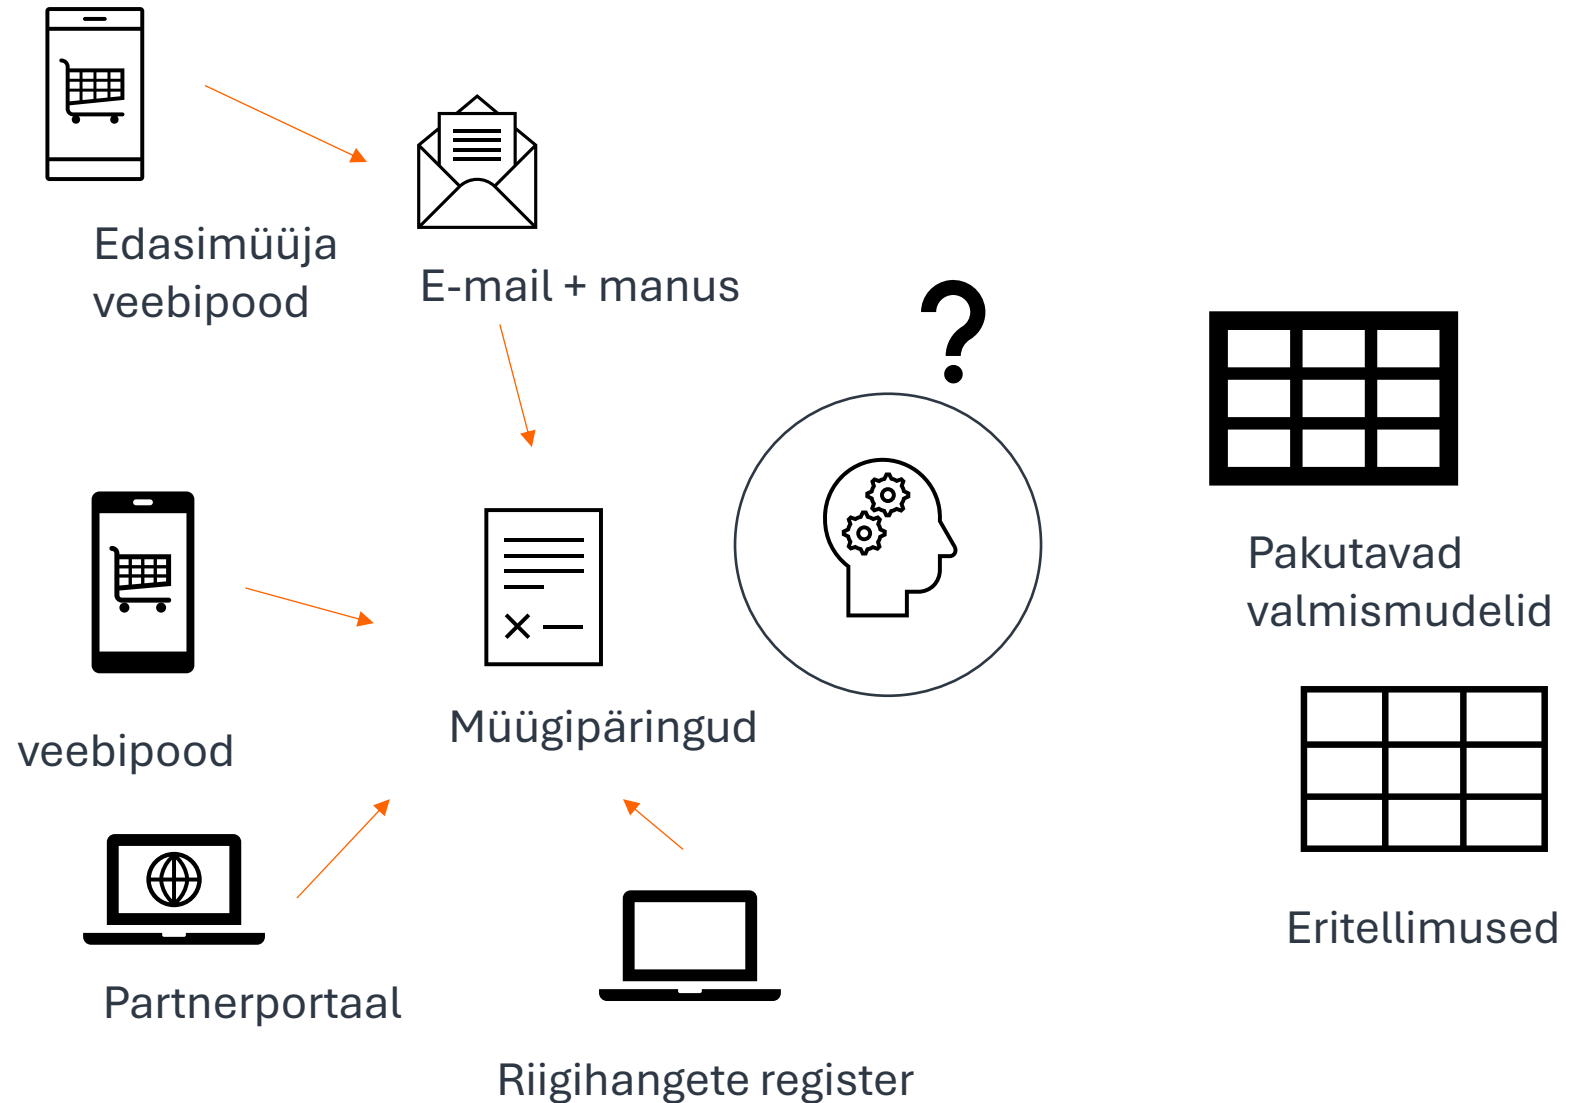 Edasimüüja
veebipood
E-mail + manus
?
Pakutavad
valmismudelid
veebipood
Müügipäringud
Eritellimused
Partnerportaal
Riigihangete register